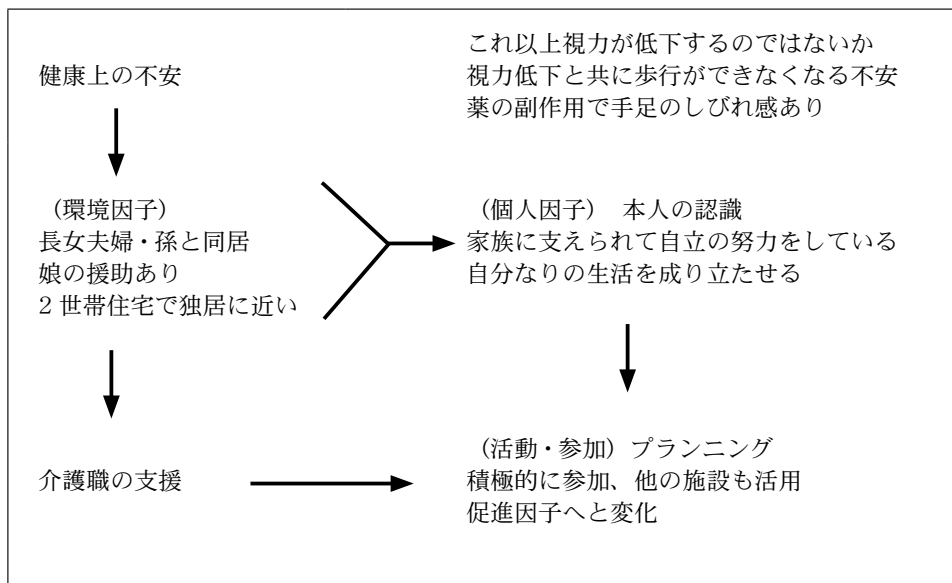 健康上の不安
これ以上視力が低下するのではないか
視力低下と共に歩行ができなくなる不安
薬の副作用で手足のしびれ感あり
（環境因子）
長女夫婦・孫と同居
娘の援助あり
2 世帯住宅で独居に近い
（個人因子）　本人の認識
家族に支えられて自立の努力をしている
自分なりの生活を成り立たせる
介護職の支援
（活動・参加）プランニング
積極的に参加、他の施設も活用
促進因子へと変化